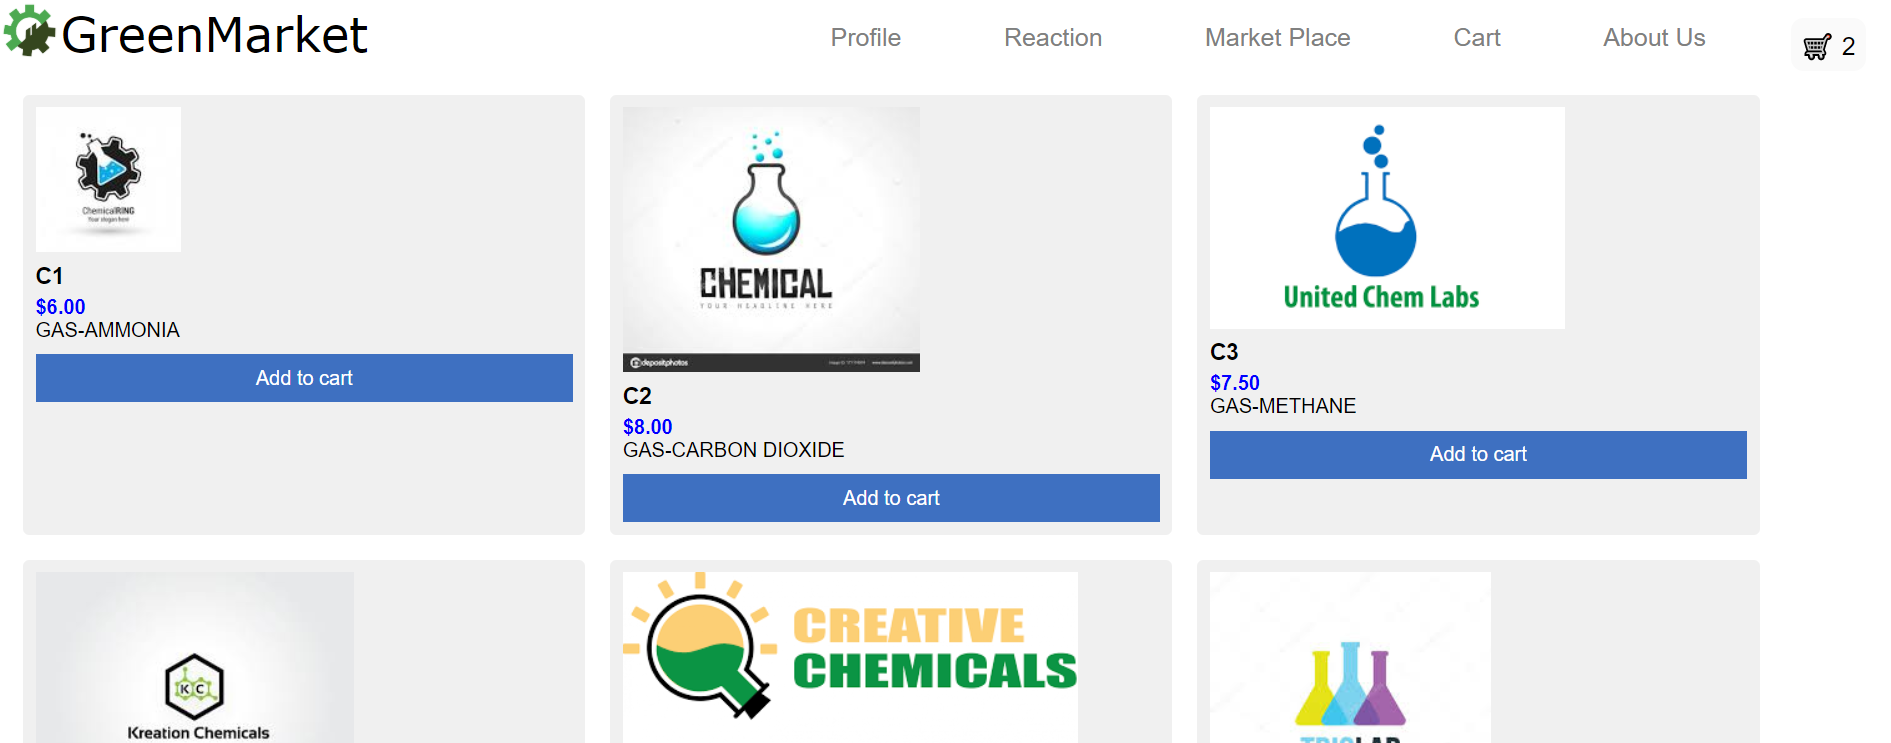 GreenMarket
Profile
Reaction
Market Place
Cart
About Us
2
ChemicalRING
Your slogan here
C1
$6.00
GAS-AMMONIA
Add to cart
CHEMICAL
YOUR HEADLINE HERE
depositphotos
C2
$8.00
GAS-CARBON DIOXIDE
Add to cart
United Chem Labs
C3
$7.50
GAS-METHANE
Add to cart
KC
Kreation Chemicals
CREATIVE
CHEMICALS